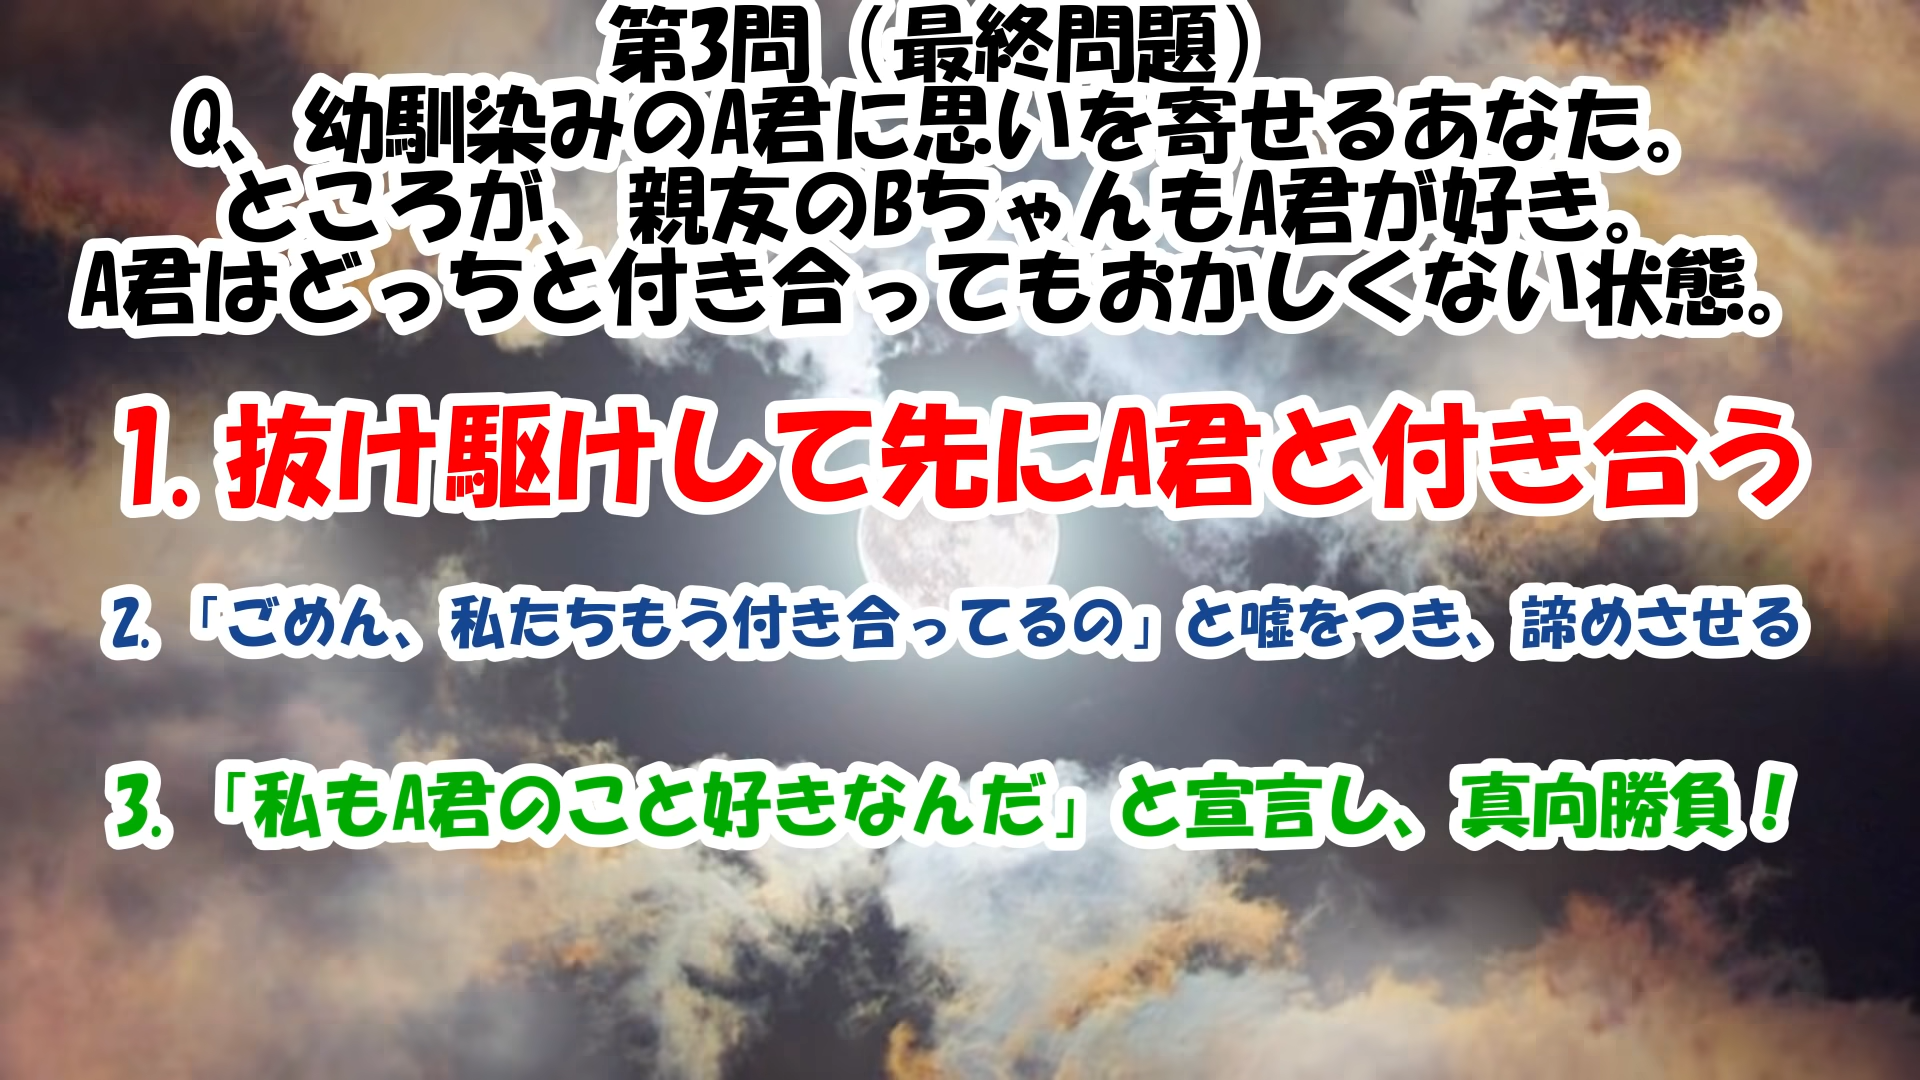 第3問（最終問題）
Q、幼馴染みのA君に思いを寄せるあなた。
ところが、親友のBちゃんもA君が好き。
A君はどっちと付き合ってもおかしくない状態。
1. 抜け駆けして先にA君と付き合う
2. 「ごめん、私たちもう付き合ってるの」と嘘をつき、諦めさせる
3. 「私もA君のこと好きなんだ」と宣言し、真向勝負！